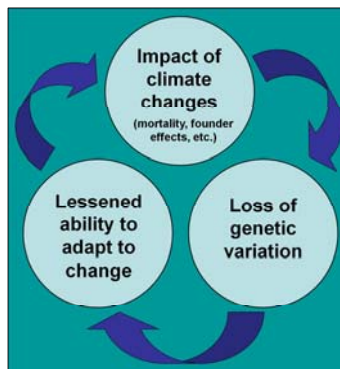 Impact of
climate
changes
(mortality, founder
effects, etc.)
Lessened
ability to
adapt to
change
Loss of
genetic
variation